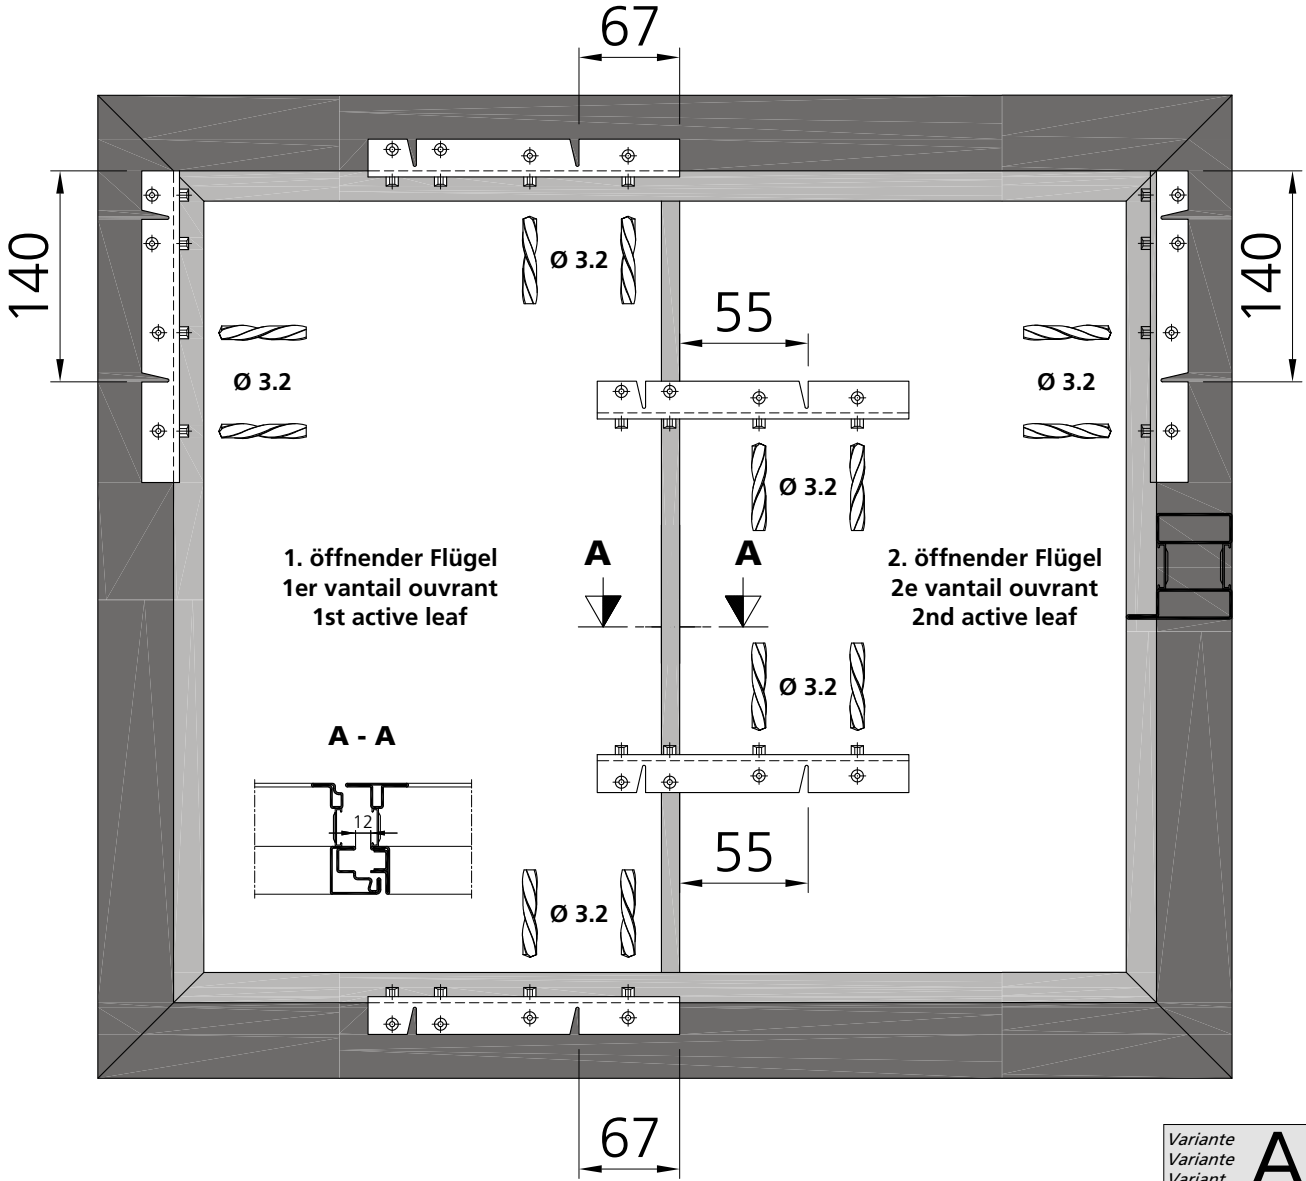 67
140
140
Ø 3.2
55
Ø 3.2
Ø 3.2
Ø 3.2
1. öffnender Flügel
1er vantail ouvrant
1st active leaf
A
A
2. öffnender Flügel
2e vantail ouvrant
2nd active leaf
Ø 3.2
A - A
12
55
Ø 3.2
67
Variante
Variante
Variant
A